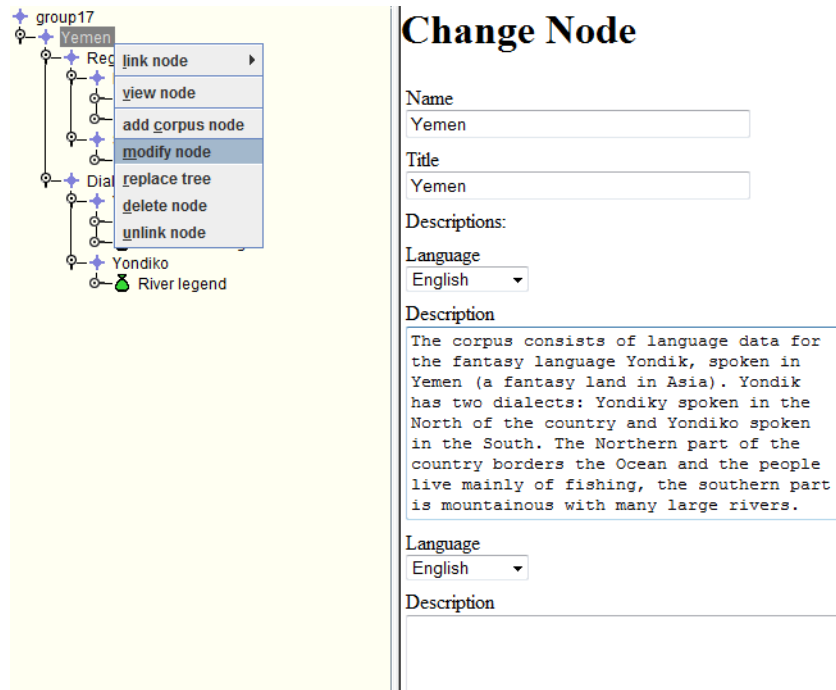 group17
Yemen
Reg
link node
view node
add corpus node
modify node
replace tree
Dial
delete node
unlink node
Yondiko
River legend
Change Node
Name
Yemen
Title
Yemen
Descriptions:
Language
English
Description
The corpus consists of language data for
the fantasy language Yondik, spoken in
Yemen (a fantasy land in Asia). Yondik
has two dialects: Yondiky spoken in the
North of the country and Yondiko spoken
in the South. The Northern part of the
country borders the Ocean and the people
live mainly of fishing, the southern part
is mountainous with many large rivers.
Language
English
Description